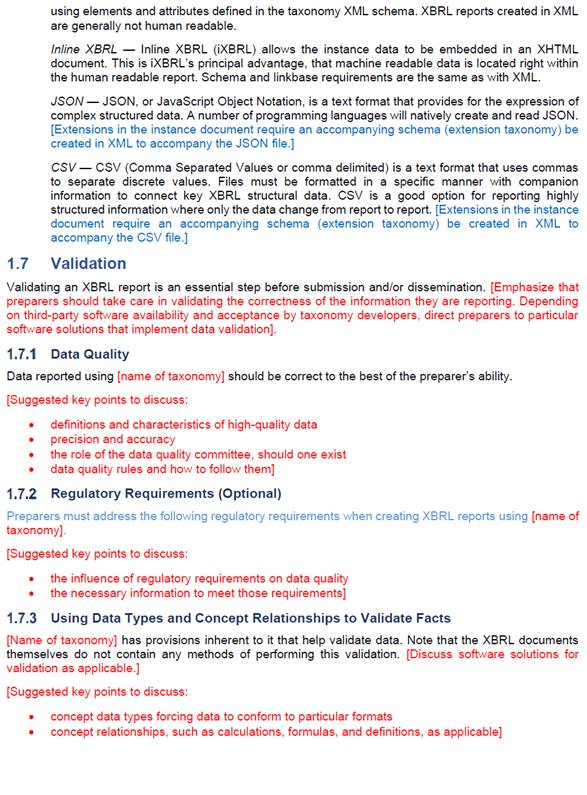 using elements and attributes defined in the taxonomy XML schema. XBRL reports created in XML
are generally not human readable.
Inline XBRL — Inline XBRL (iXBRL) allows the instance data to be embedded in an XHTML
document. This is iXBRL's principal advantage, that machine readable data is located right within
the human readable report. Schema and linkbase requirements are the same as with XML.
JSON — JSON, or JavaScript Object Notation, is a text format that provides for the expression of
complex structured data. A number of programming languages will natively create and read JSON.
[Extensions in the instance document require an accompanying schema (extension taxonomy) be
created in XML to accompany the JSON file.]
CSV — CSV (Comma Separated Values or comma delimited) is a text format that uses commas
to separate discrete values. Files must be formatted in a specific manner with companion
information to connect key XBRL structural data. CSV is a good option for reporting highly
structured information where only the data change from report to report. [Extensions in the instance
document require an accompanying schema (extension taxonomy) be created in XML to
accompany the CSV file.]
1.7 Validation
Validating an XBRL report is an essential step before submission and/or dissemination. [Emphasize that
preparers should take care in validating the correctness of the information they are reporting. Depending
on third-party software availability and acceptance by taxonomy developers, direct preparers to particular
software solutions that implement data validation].
1.7.1 Data Quality
Data reported using [name of taxonomy] should be correct to the best of the preparer's ability.
[Suggested key points to discuss:
• definitions and characteristics of high-quality data
• precision and accuracy
• the role of the data quality committee, should one exist
• data quality rules and how to follow them]
1.7.2 Regulatory Requirements (Optional)
Preparers must address the following regulatory requirements when creating XBRL reports using [name of
taxonomy].
[Suggested key points to discuss:
• the influence of regulatory requirements on data quality
• the necessary information to meet those requirements]
1.7.3 Using Data Types and Concept Relationships to Validate Facts
[Name of taxonomy] has provisions inherent to it that help validate data. Note that the XBRL documents
themselves do not contain any methods of performing this validation. [Discuss software solutions for
validation as applicable.]
[Suggested key points to discuss:
• concept data types forcing data to conform to particular formats
• concept relationships, such as calculations, formulas, and definitions, as applicable]